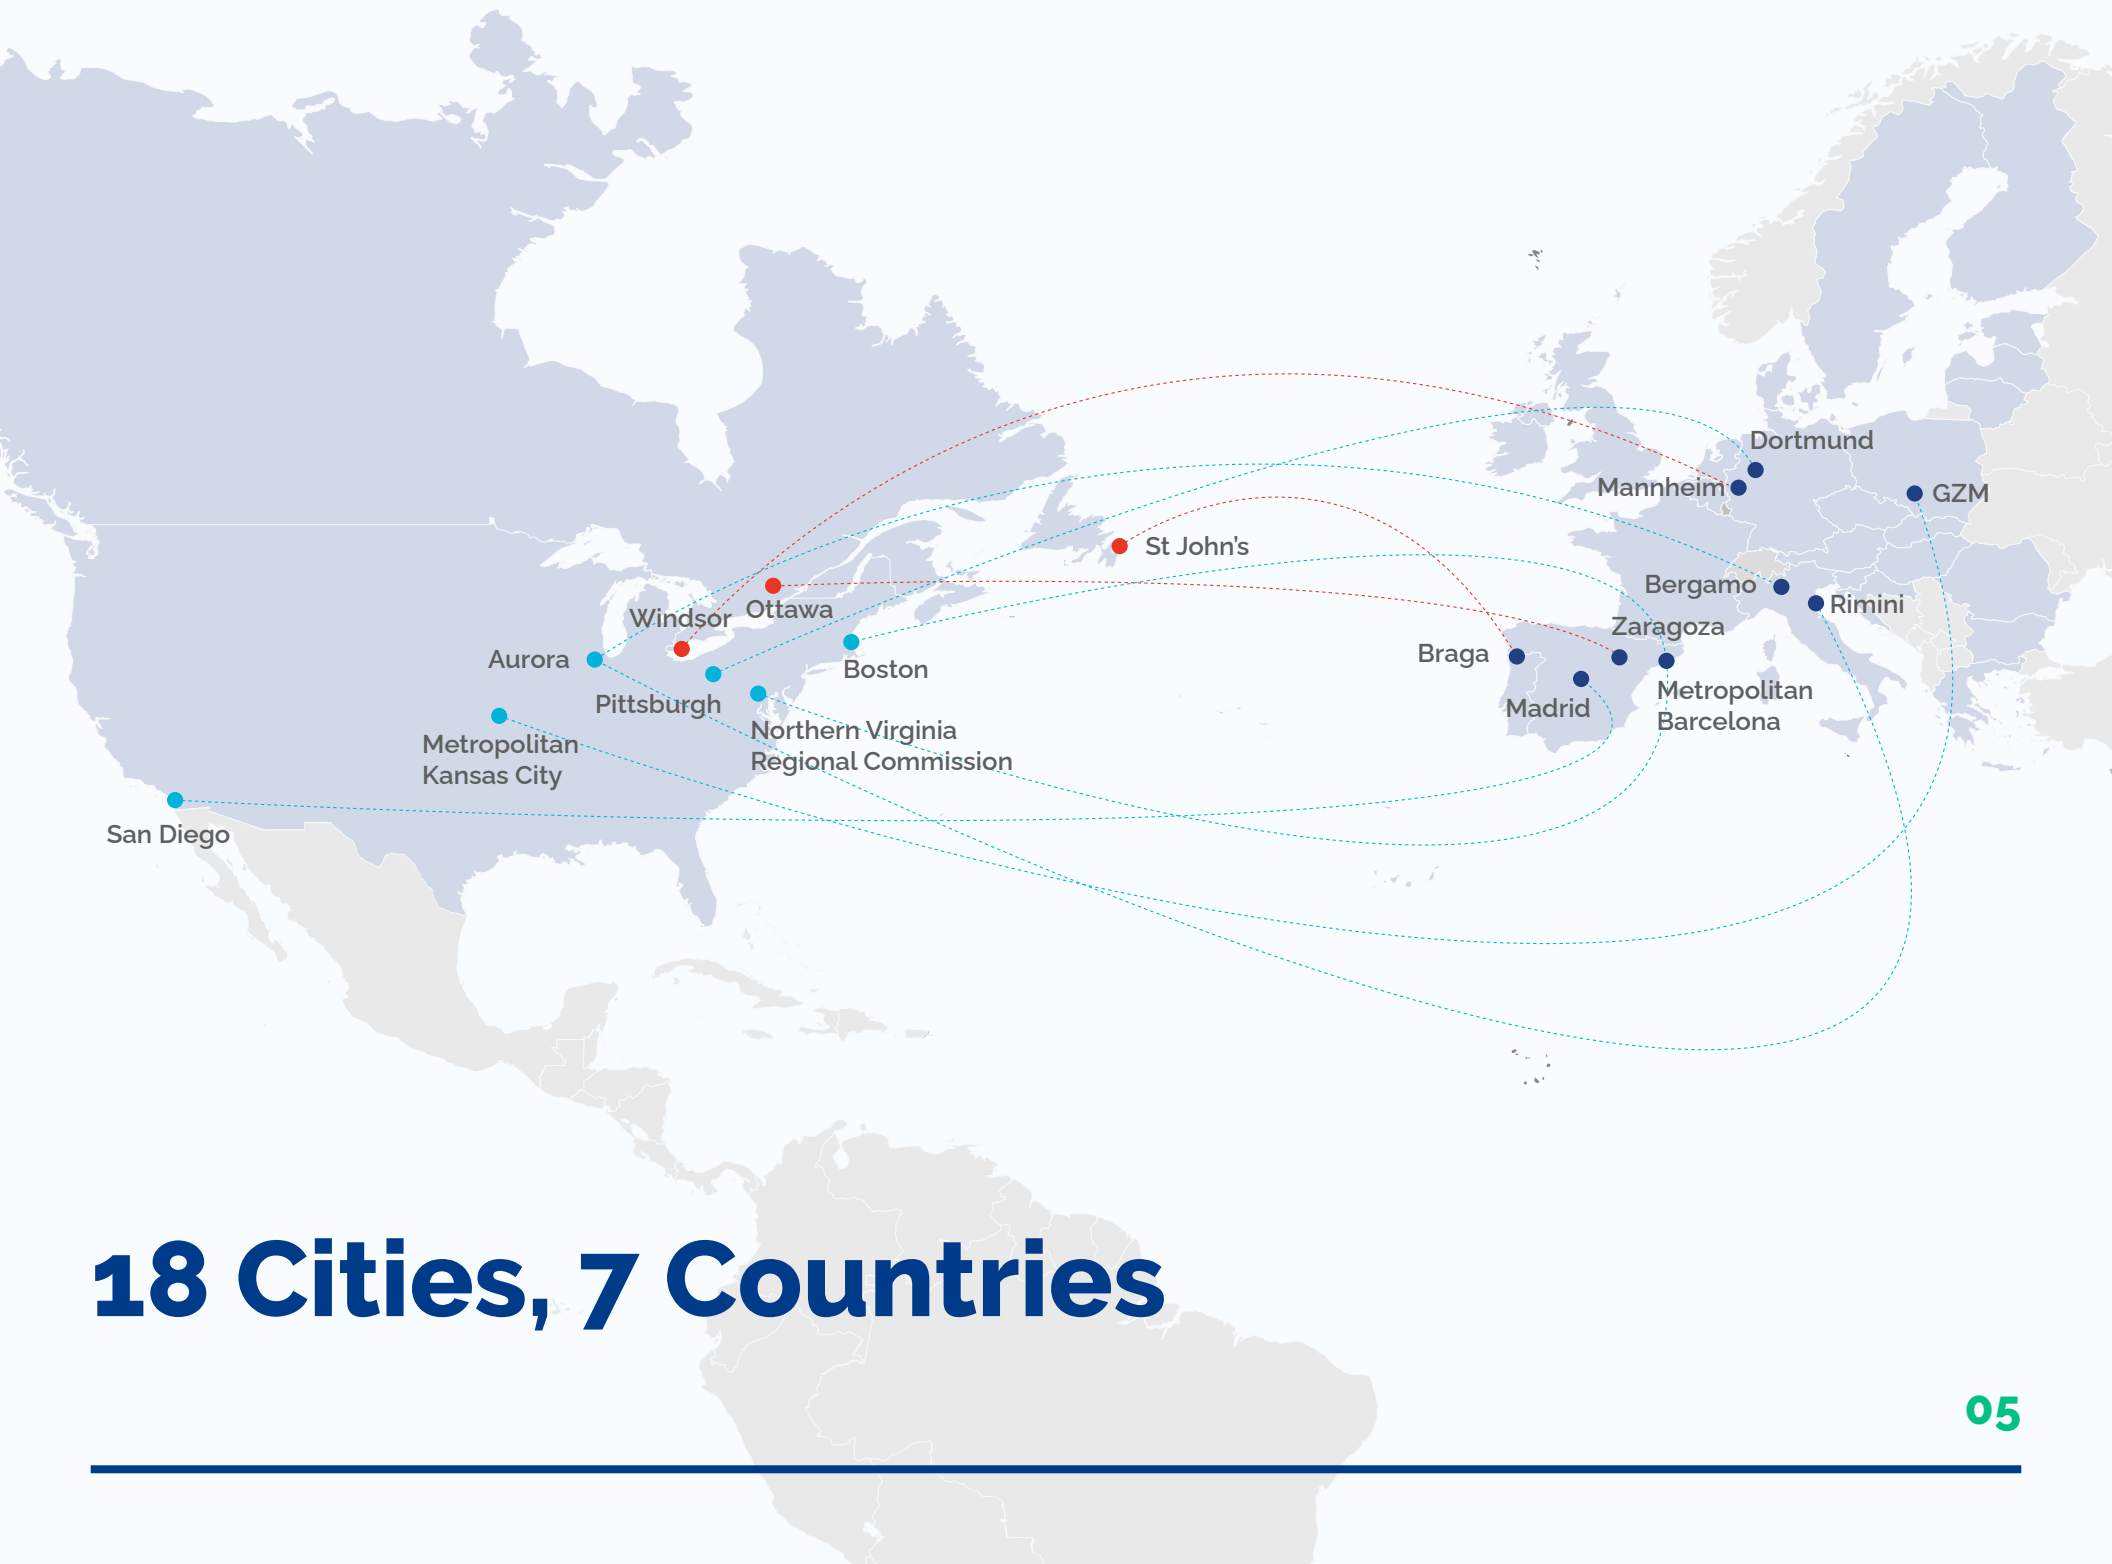 Dortmund
Mannheim
GZM
St John's
Bergamo
Rimini
Ottawa
Windsor
Zaragoza
Braga
Aurora
Boston
Metropolitan
Barcelona
Pittsburgh
Madrid
Northern Virginia
Regional Commission
Metropolitan
Kansas City
San Diego
18 Cities, 7 Countries
05